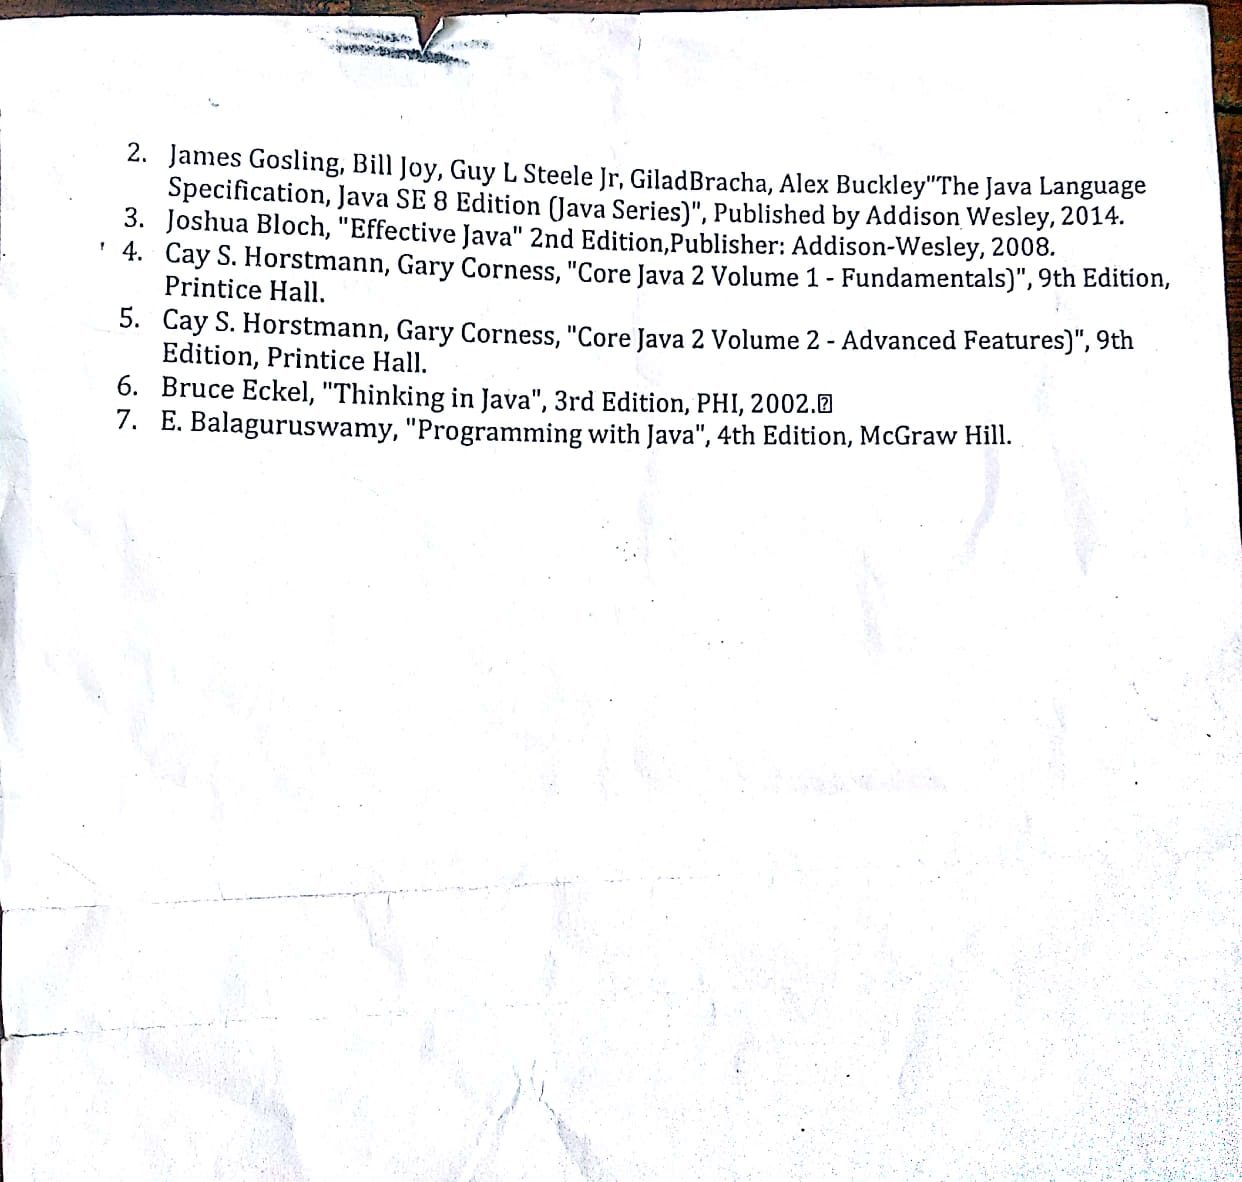 2. James Gosling, Bill Joy, Guy L Steele Jr, GiladBracha, Alex Buckley"The Java Language
Specification, Java SE 8 Edition (Java Series)", Published by Addison Wesley, 2014.
3. Joshua Bloch, "Effective Java" 2nd Edition,Publisher: Addison-Wesley, 2008.
4. Cay S. Horstmann, Gary Corness, "Core Java 2 Volume 1 - Fundamentals)", 9th Edition,
Printice Hall.
5. Cay S. Horstmann, Gary Corness, "Core Java 2 Volume 2 - Advanced Features)", 9th
Edition, Printice Hall.
6. Bruce Eckel, "Thinking in Java", 3rd Edition, PHI, 2002.
7. E. Balaguruswamy, "Programming with Java", 4th Edition, McGraw Hill.